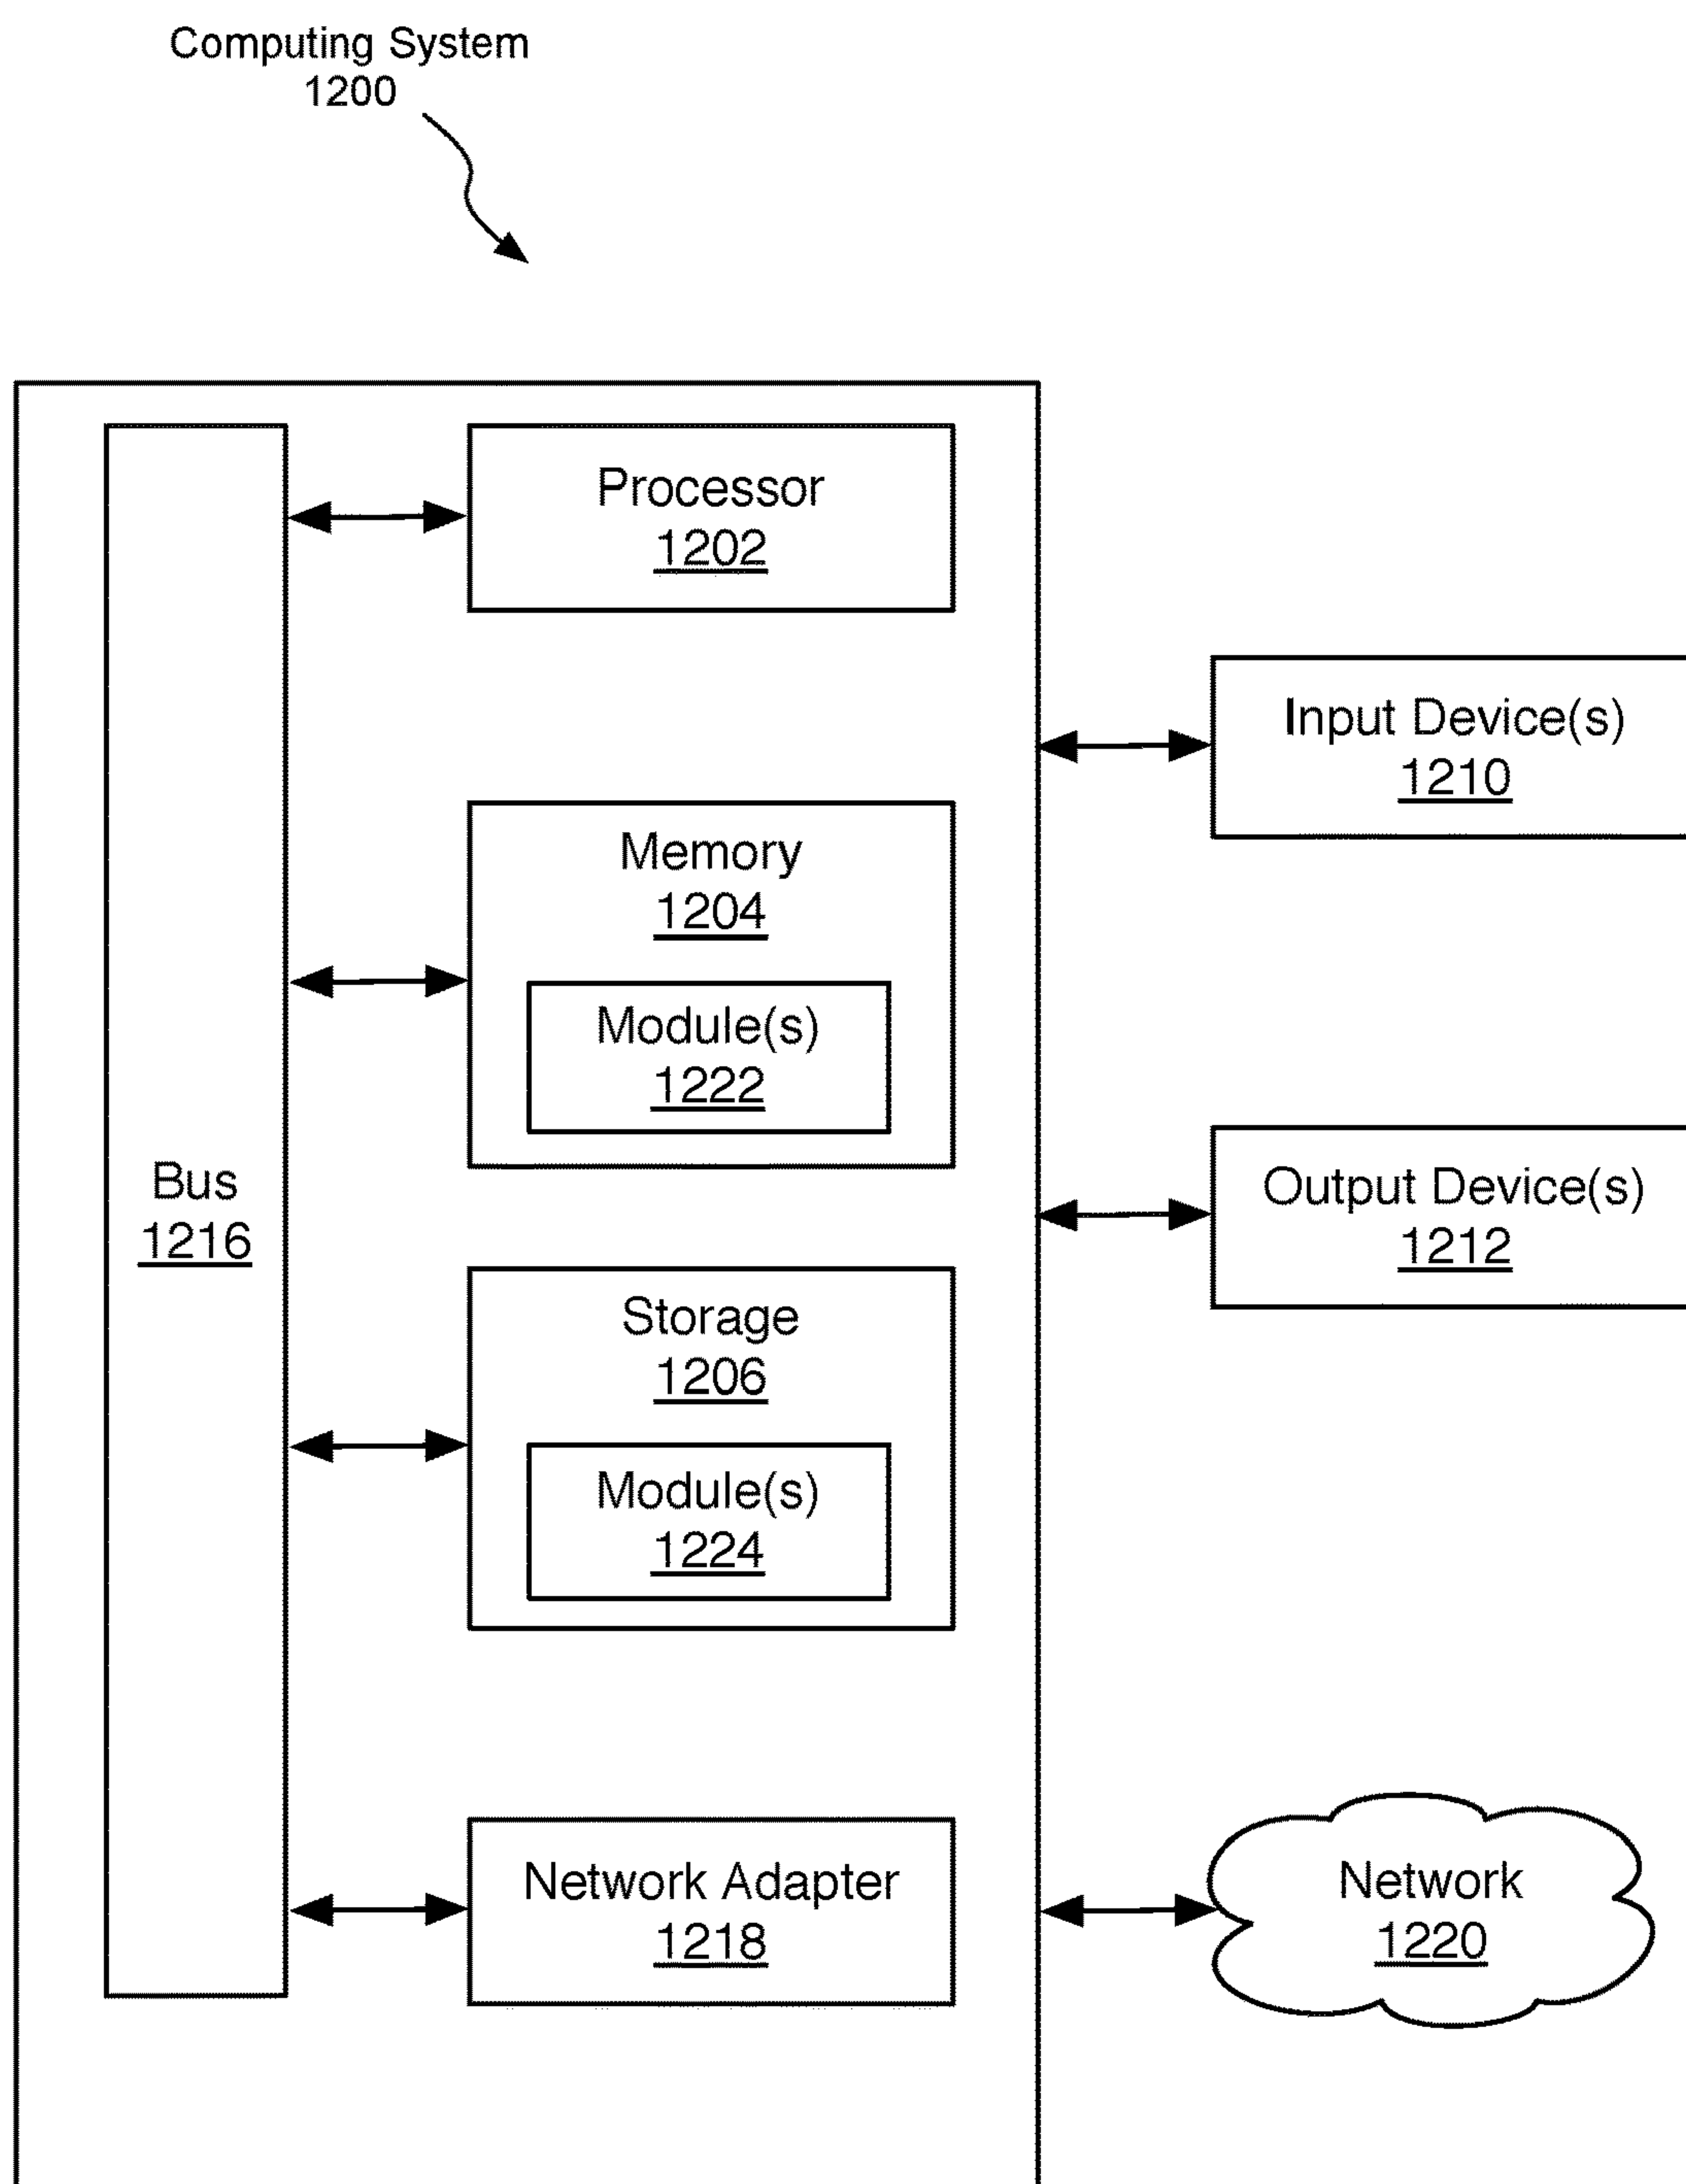 Computing System
1200
Processor
1202
Input Device(s)
1210
Memory
1204
Module(s)
1222
Bus
1216
Output Device(s)
1212
Storage
1206
Module(s)
1224
Network Adapter
1218
Network
1220